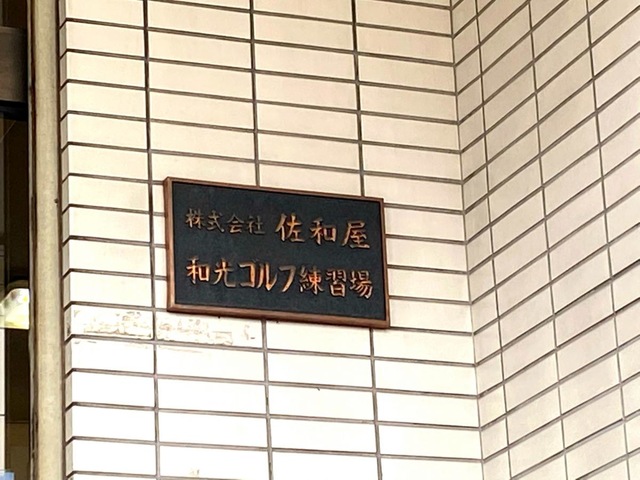 株式会社 佐和屋
和光ゴルフ練習場